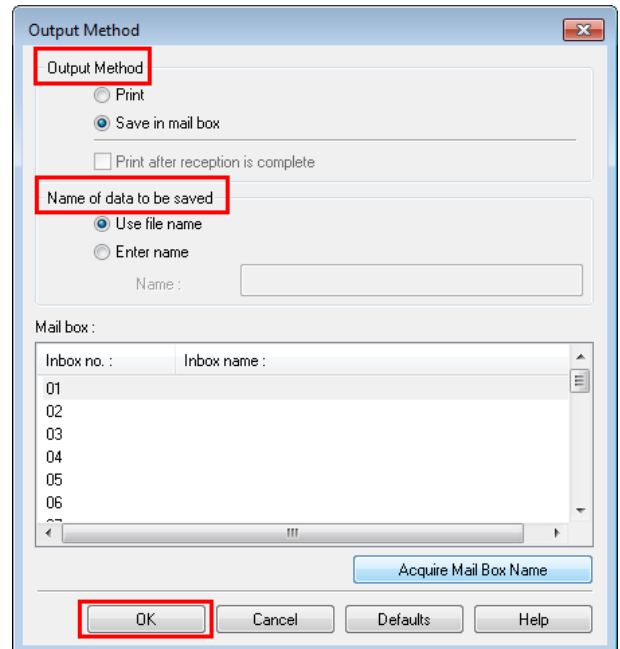 Output Method
Output Method
Print
Save in mail box
Print after reception is complete
Name of data to be saved
Use file name
Enter name
Name :
Mail box :
Inbox no. : Inbox name :
01
02
03
04
05
06
Acquire Mail Box Name
OK Cancel Defaults Help